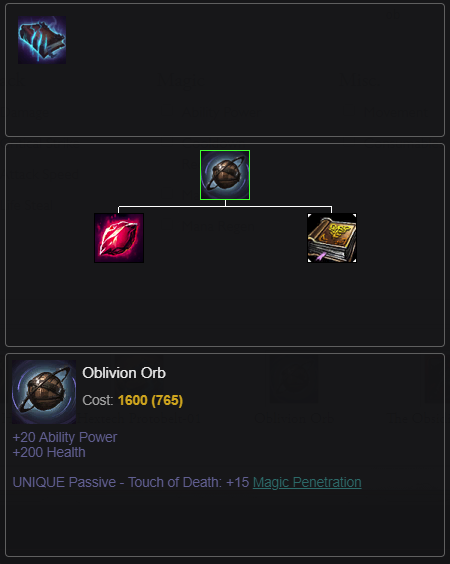 Oblivion Orb
Cost: 1600 (765)
+20 Ability Power
+200 Health
UNIQUE Passive - Touch of Death: +15 Magic Penetration